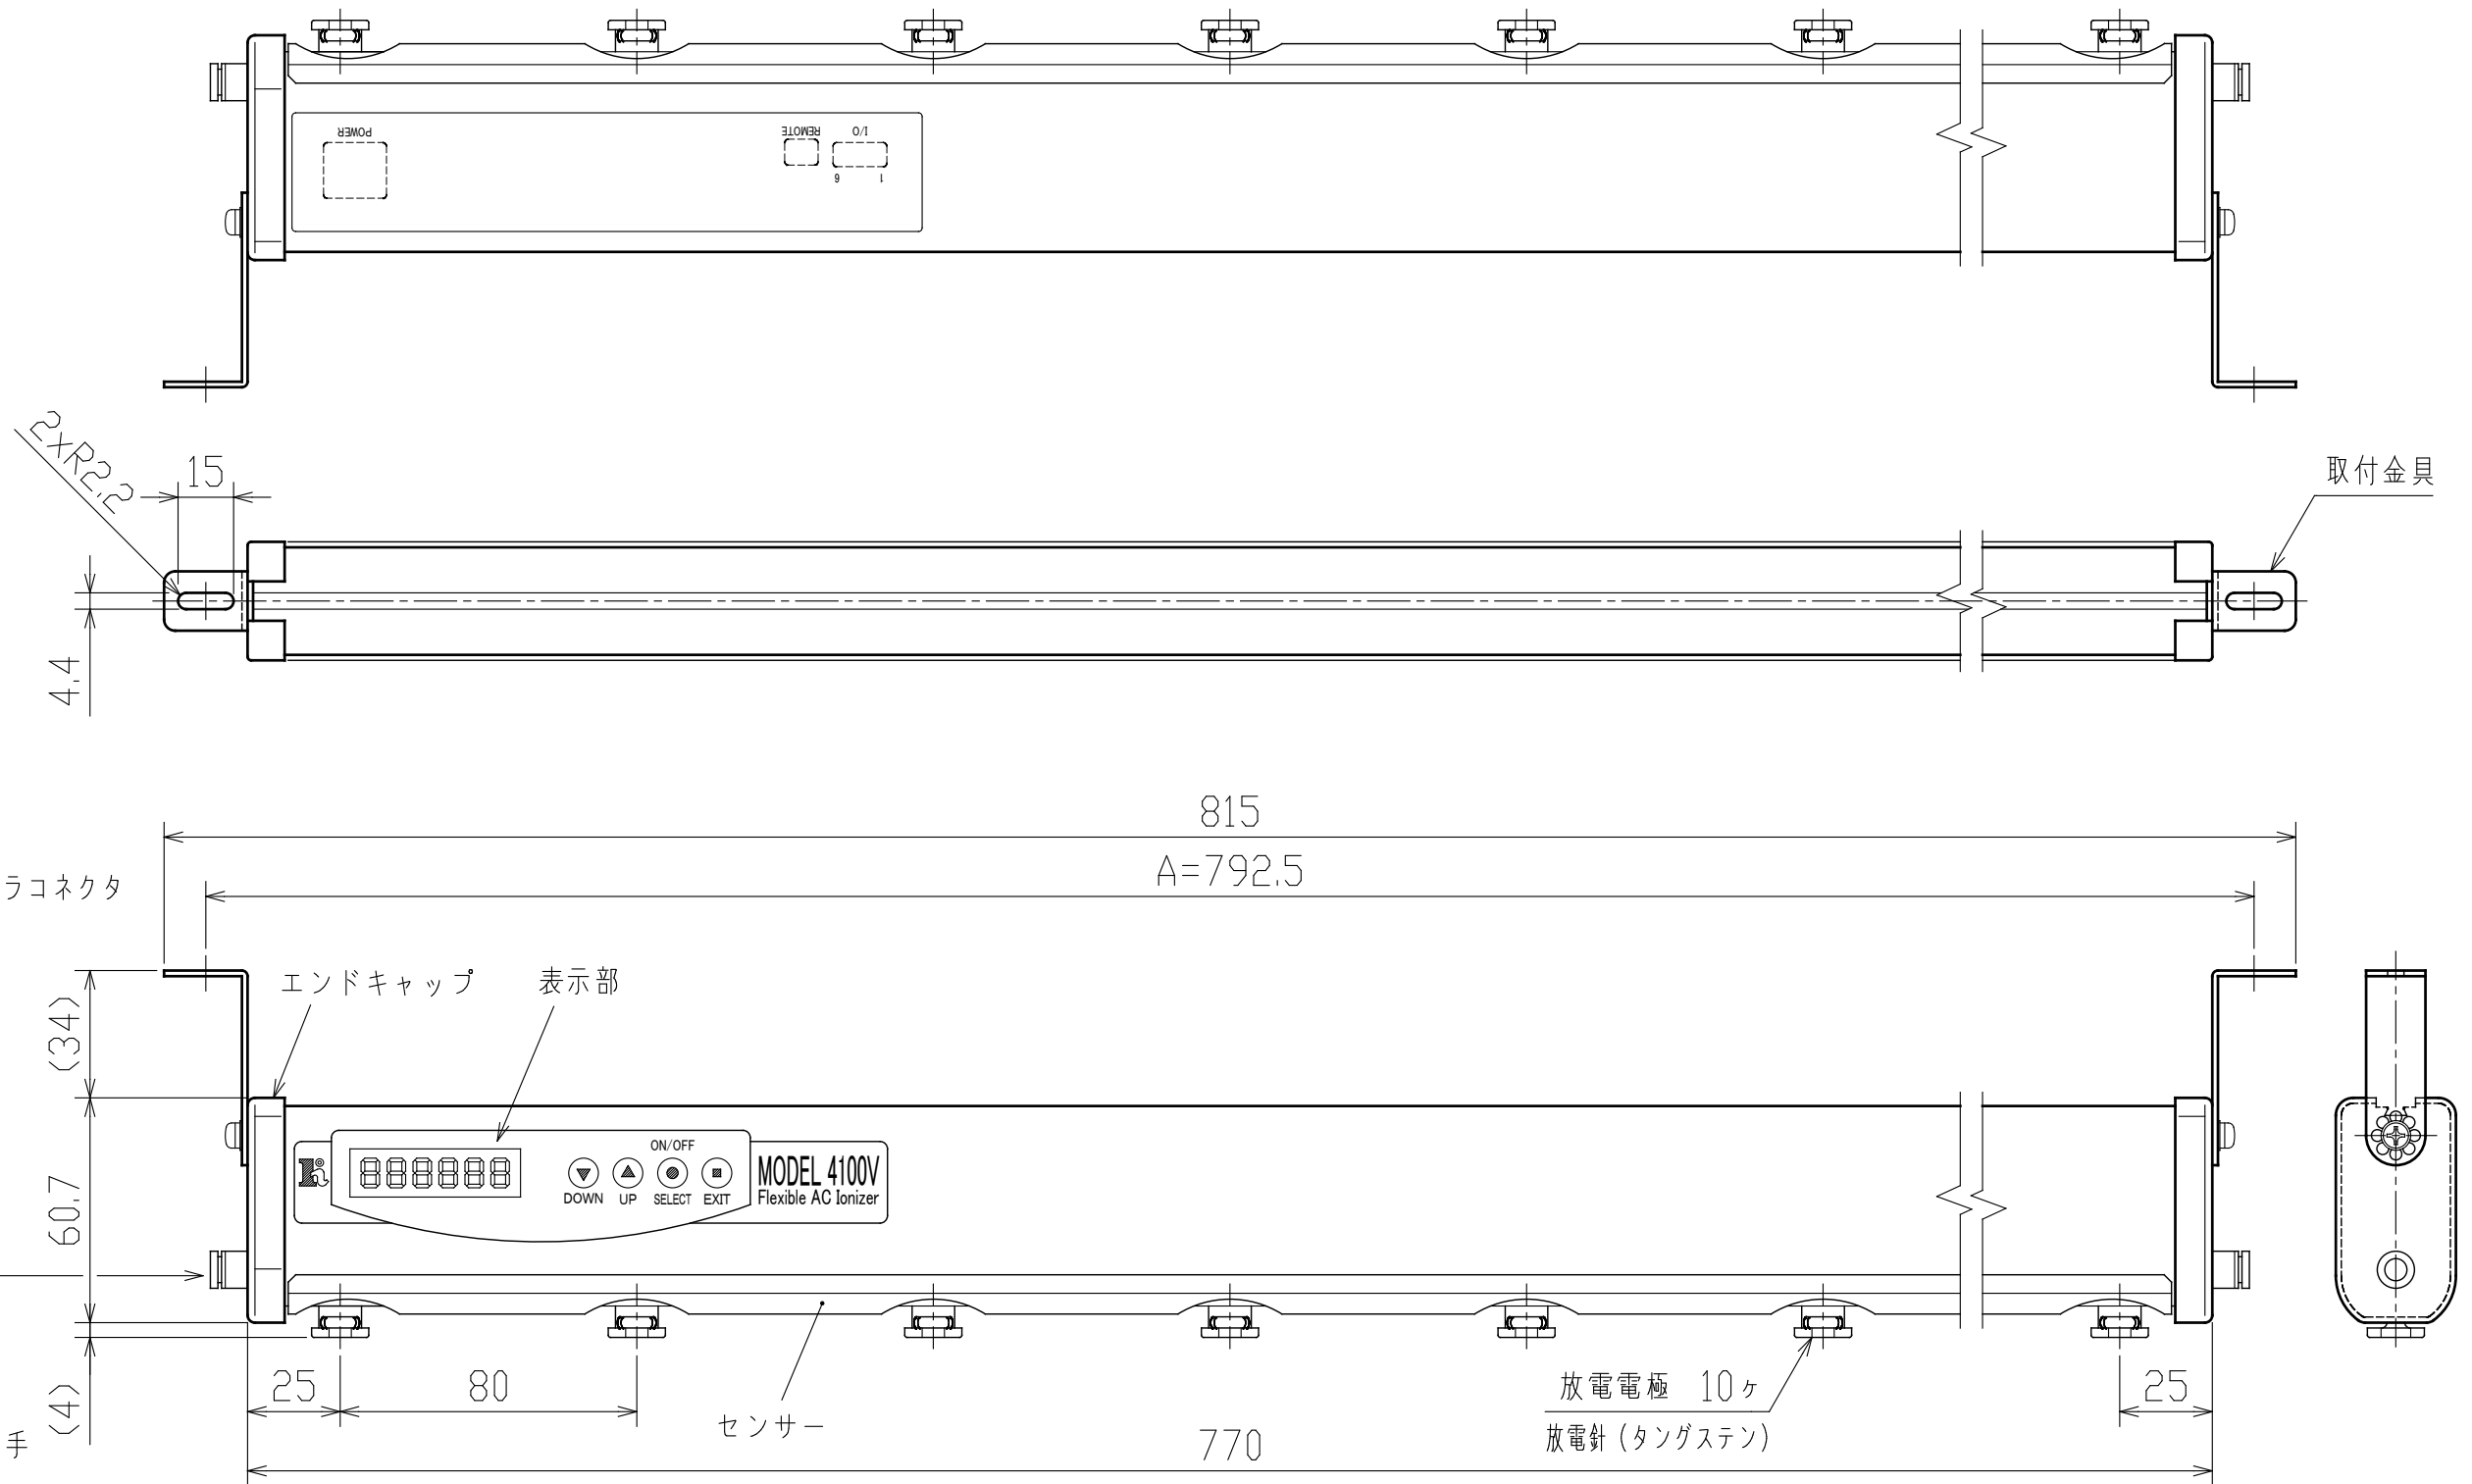 POWER
REMOTE
I/O
6
1
2xR2.2
15
取付金具
4.4
815
A=792.5
ラコネクタ
エンドキャップ
表示部
(34)
ON/OFF
888888
DOWN
UP
SELECT
EXIT
MODEL 4100V
Flexible AC Ionizer
60.7
25
80
放電電極 10ヶ
25
(4)
センサー
放電針(タングステン)
手
770